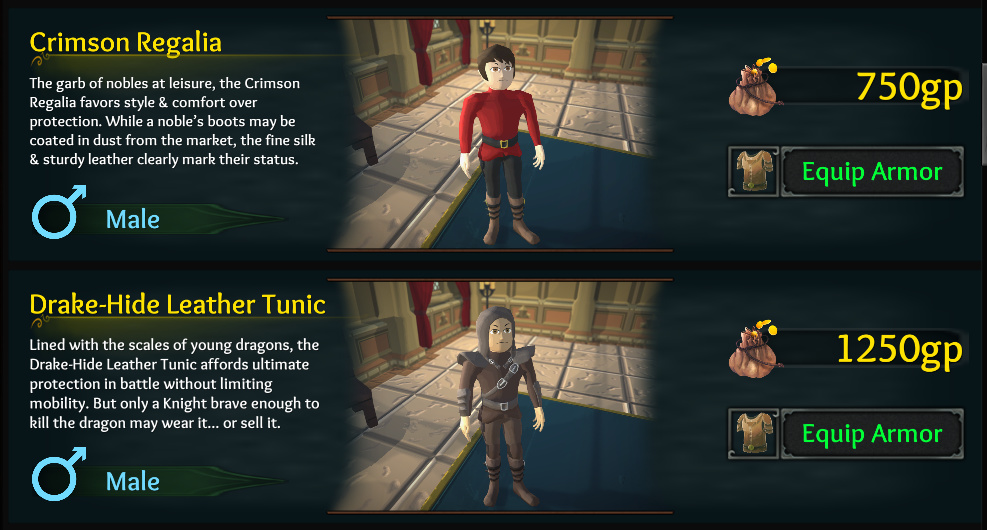 Crimson Regalia
The garb of nobles at leisure, the Crimson
Regalia favors style & comfort over
protection. While a noble's boots may be
coated in dust from the market, the fine silk
& sturdy leather clearly mark their status.
Male
750gp
Equip Armor
Drake-Hide Leather Tunic
Lined with the scales of young dragons, the
Drake-Hide Leather Tunic affords ultimate
protection in battle without limiting
mobility. But only a Knight brave enough to
kill the dragon may wear it... or sell it.
Male
1250gp
Equip Armor